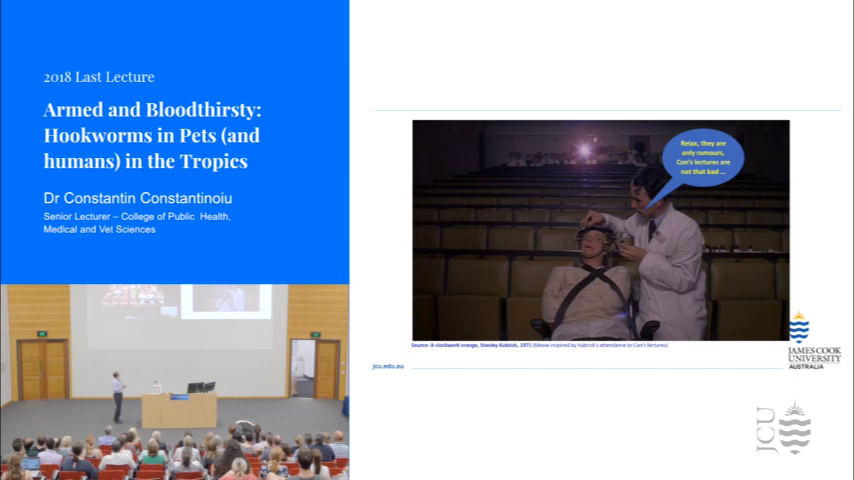 2018 Last Lecture
Armed and Bloodthirsty:
Hookworms in Pets (and
humans) in the Tropics
Dr Constantin Constantinoiu
Senior Lecturer – College of Public Health,
Medical and Vet Sciences
Relax, they are
only rumours,
Con's lectures are
not that bad ...
Source: A clockwork orange, Stanley Kubrick, 1971 (Movie inspired by Kubrick's attendance to Con's lectures)
jcu.edu.au
JAMES COOK
UNIVERSITY
AUSTRALIA
JCU